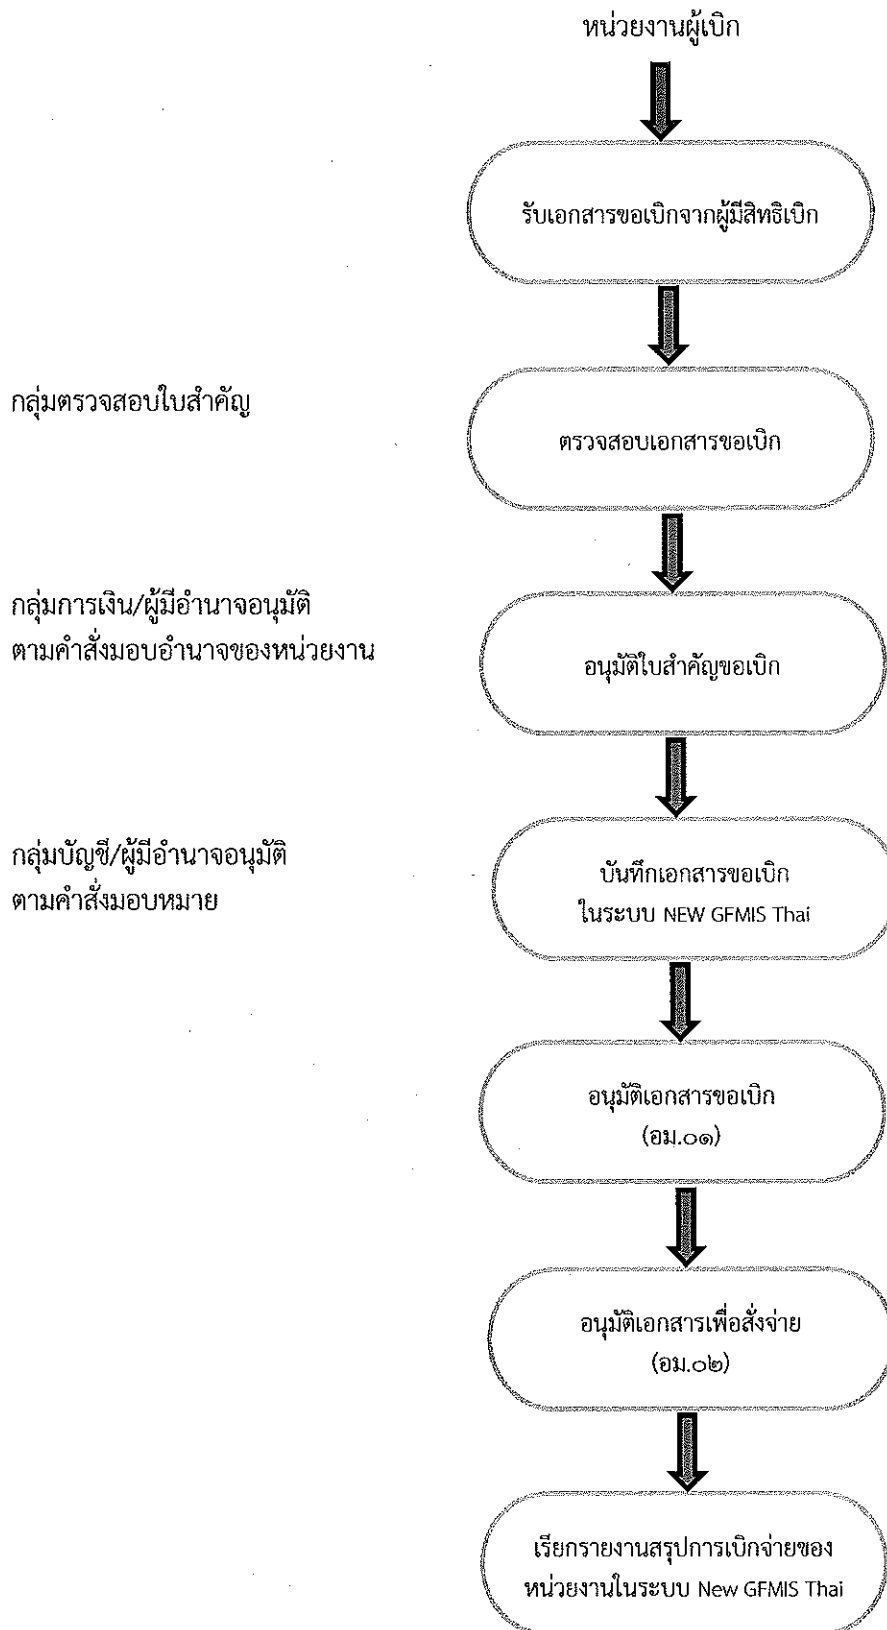 หน่วยงานผู้เบิก
รับเอกสารขอเบิกจากผู้มีสิทธิเบิก
กลุ่มตรวจสอบใบสำคัญ
ตรวจสอบเอกสารขอเบิก
กลุ่มการเงิน/ผู้มีอำนาจอนุมัติ
ตามคำสั่งมอบอำนาจของหน่วยงาน
อนุมัติใบสำคัญขอเบิก
กลุ่มบัญชี/ผู้มีอำนาจอนุมัติ
ตามคำสั่งมอบหมาย
บันทึกเอกสารขอเบิก
ในระบบ NEW GFMIS Thai
อนุมัติเอกสารขอเบิก
(อม.๐๑)
อนุมัติเอกสารเพื่อสั่งจ่าย
(อม.๐๒)
เรียกรายงานสรุปการเบิกจ่ายของ
หน่วยงานในระบบ New GFMIS Thai